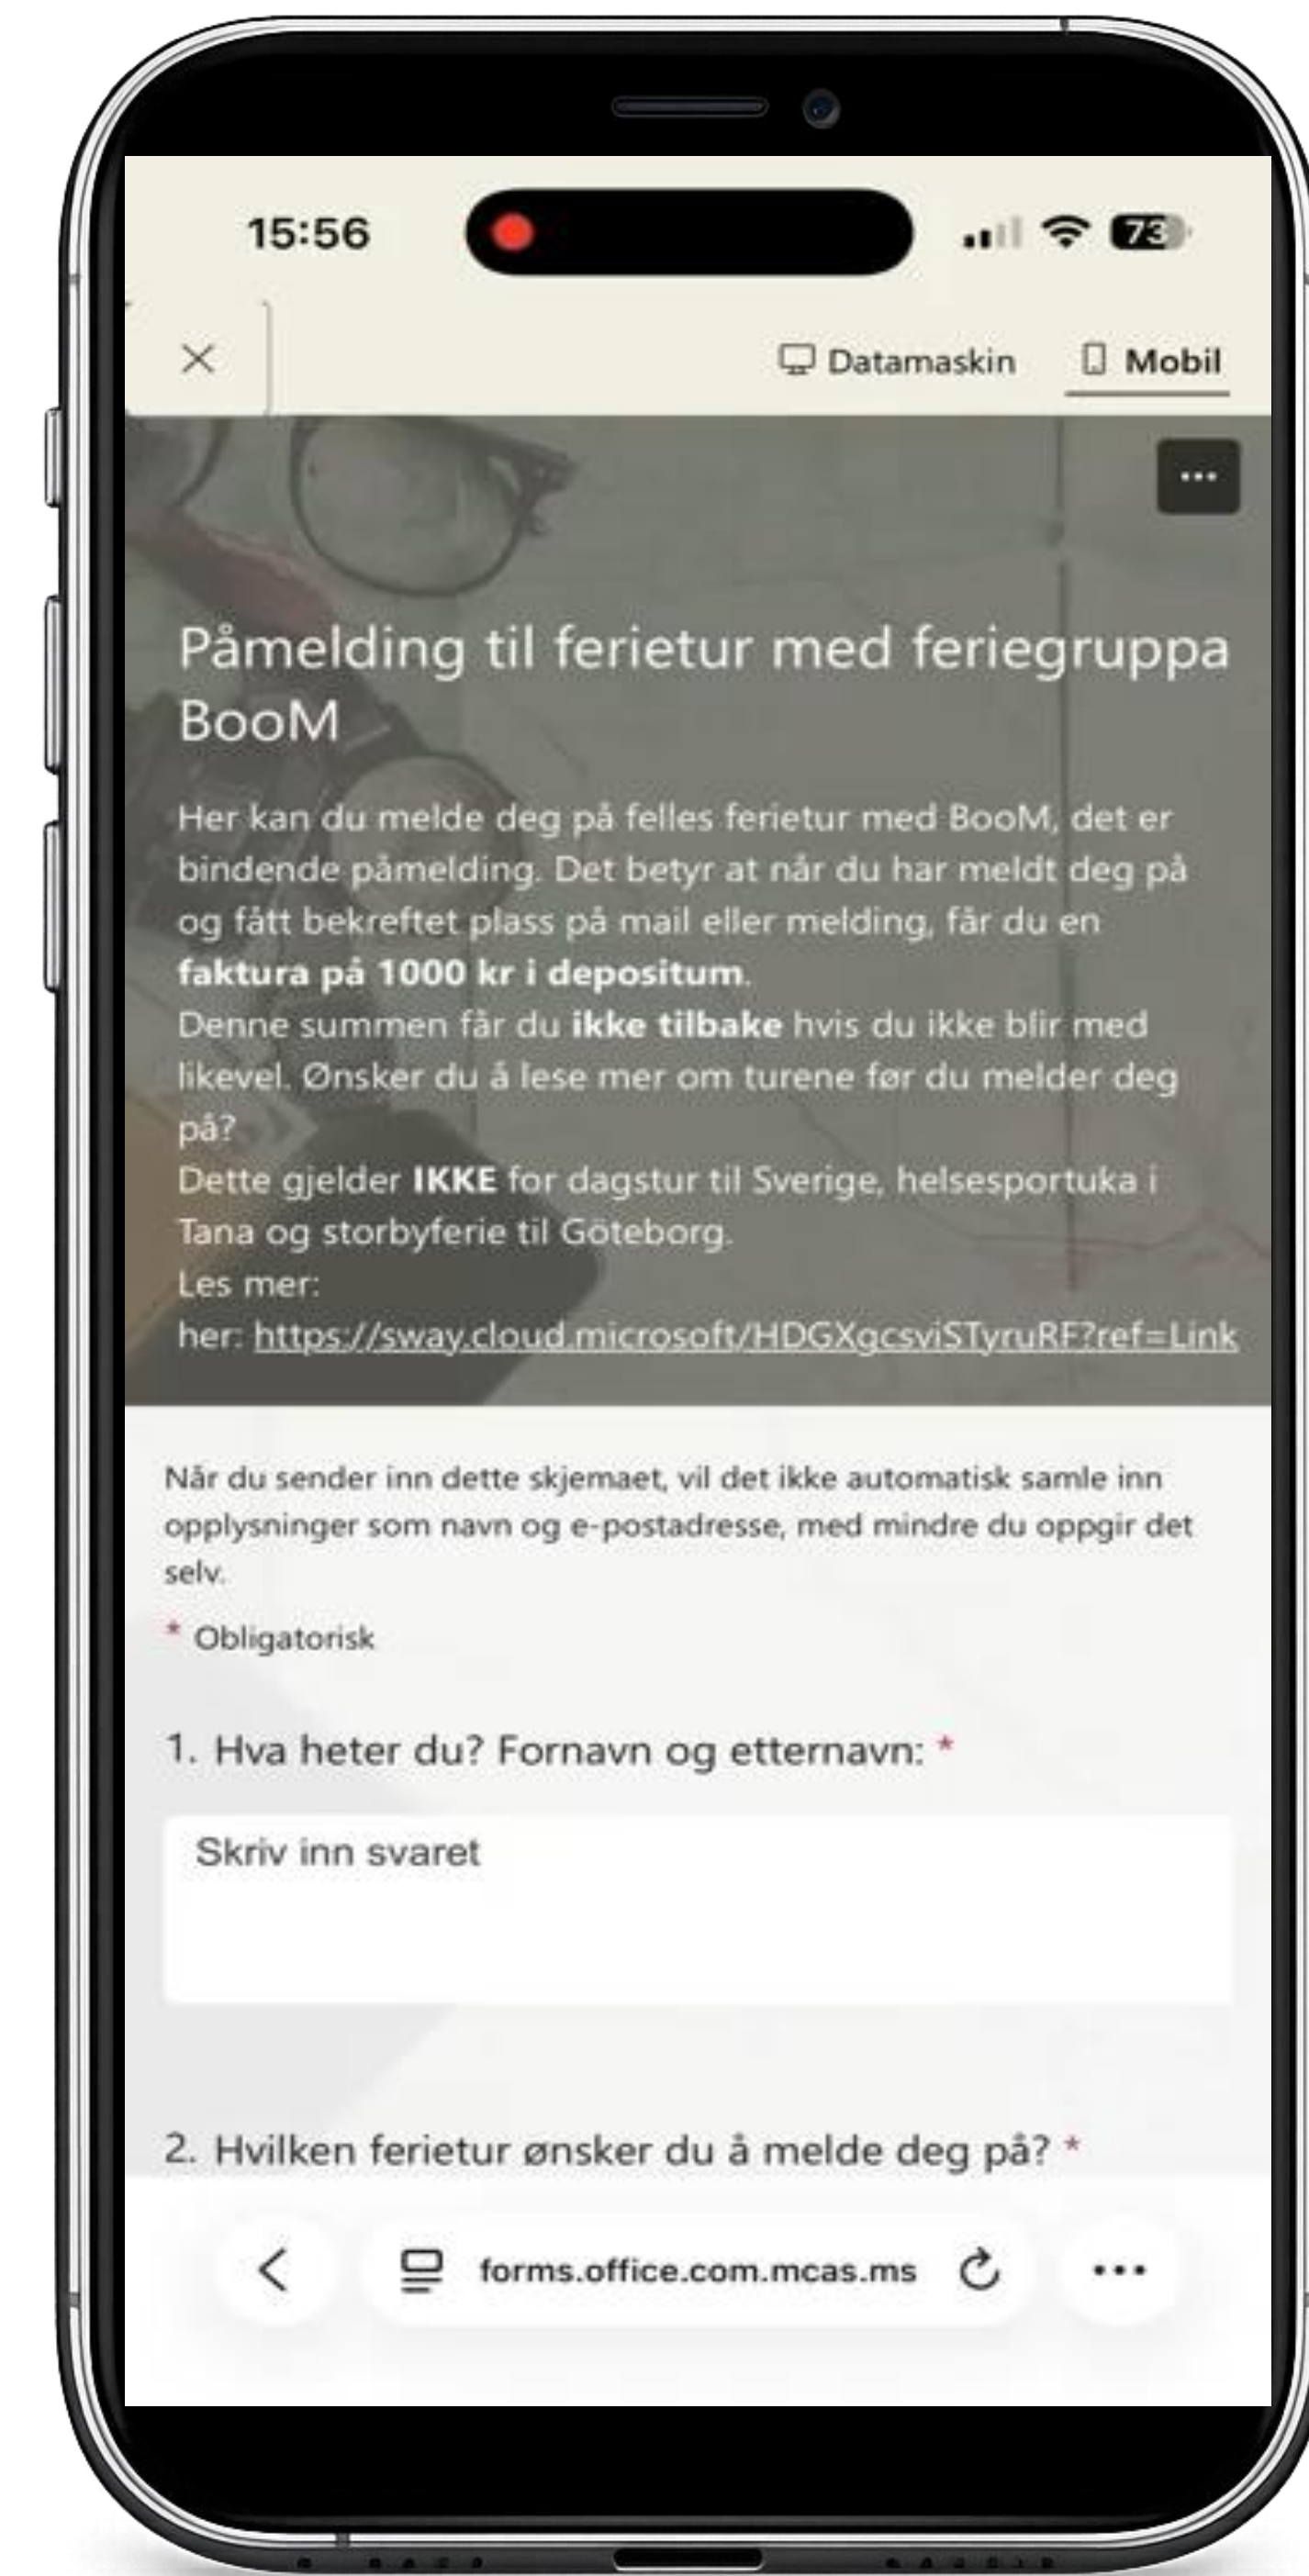 15:56
73
Datamaskin
Mobil
Påmelding til ferietur med feriegruppa
BooM
Her kan du melde deg på felles ferietur med BooM, det er
bindende påmelding. Det betyr at når du har meldt deg på
og fått bekreftet plass på mail eller melding, får du en
faktura på 1000 kr i depositum.
Denne summen får du ikke tilbake hvis du ikke blir med
likevel. Ønsker du å lese mer om turene før du melder deg
på?
Dette gjelder IKKE for dagstur til Sverige, helsesportuka i
Tana og storbyferie til Göteborg.
Les mer:
her: https://sway.cloud.microsoft/HDGXgcsviSTyruRF?ref=Link
Når du sender inn dette skjemaet, vil det ikke automatisk samle inn
opplysninger som navn og e-postadresse, med mindre du oppgir det
selv.
* Obligatorisk
1. Hva heter du? Fornavn og etternavn: *
Skriv inn svaret
2. Hvilken ferietur ønsker du å melde deg på? *
forms.office.com.mcas.ms